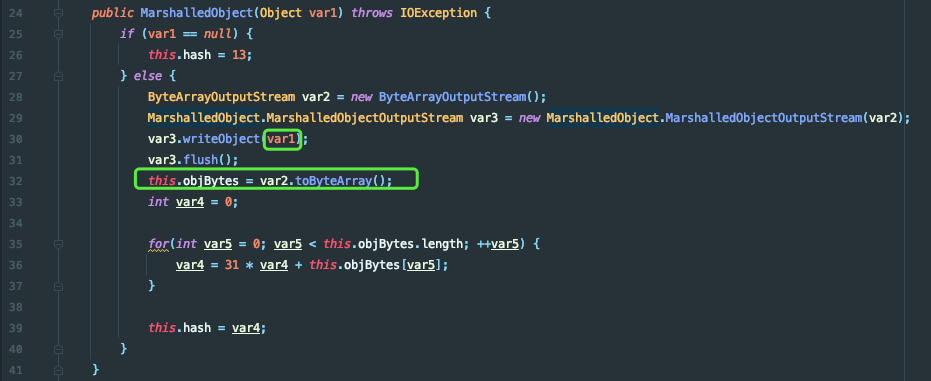 24 public MarshalledObject(Object var1) throws IOException {
25 if (var1 == null) {
26 this.hash = 13;
27 } else {
28 ByteArrayOutputStream var2 = new ByteArrayOutputStream();
29 MarshalledObject.MarshalledObjectOutputStream var3 = new MarshalledObject.MarshalledObjectOutputStream(var2);
30 var3.writeObject(var1);
31 var3.flush();
32 this.objBytes = var2.toByteArray();
33 int var4 = 0;
34
35 for(int var5 = 0; var5 < this.objBytes.length; ++var5) {
36 var4 = 31 * var4 + this.objBytes[var5];
37 }
38
39 this.hash = var4;
40 }
41 }